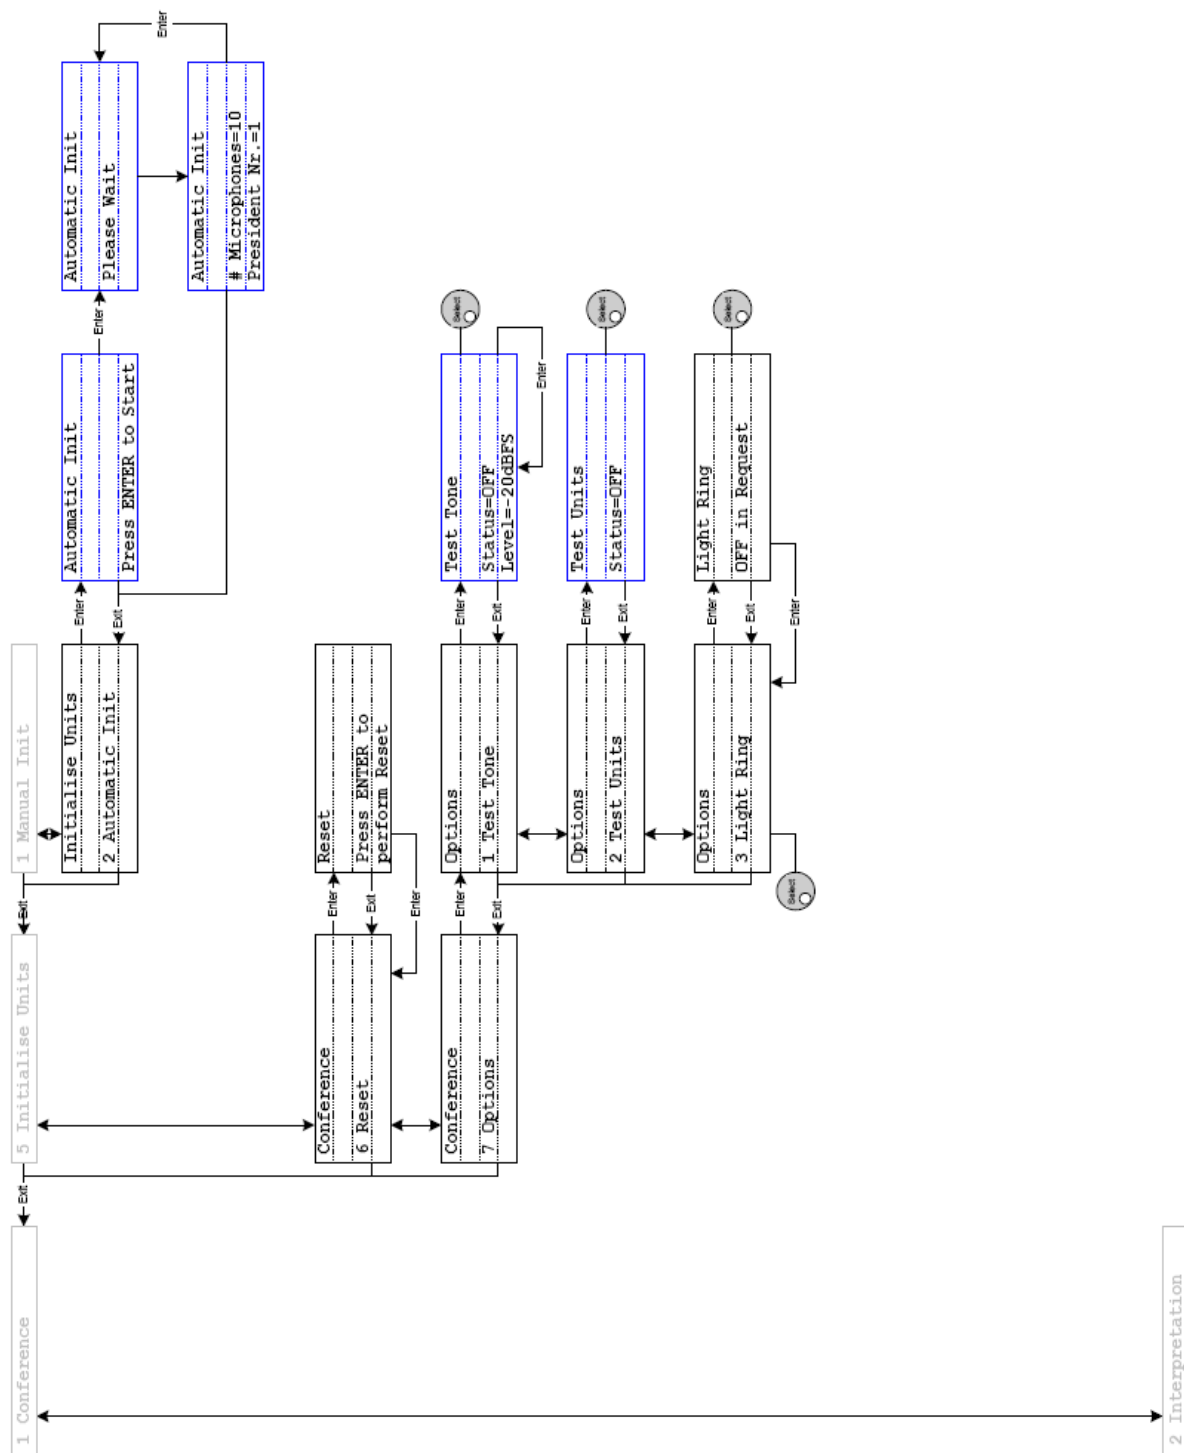 1 Conference
Exit
5 Initialise Units
Exit
1 Manual Init
Initialise Units
2 Automatic Init
Enter
Exit
Automatic Init
Press ENTER to Start
Enter
Automatic Init
Please Wait
Enter
Automatic Init
# Microphones=10
President Nr.=1
Conference
6 Reset
Enter
Exit
Enter
Reset
Press ENTER to
perform Reset
Conference
7 Options
Enter
Exit
Options
1 Test Tone
Enter
Exit
Test Tone
Status=OFF
Level=-20dBFS
Select
Enter
Options
2 Test Units
Enter
Exit
Test Units
Status=OFF
Select
Options
3 Light Ring
Select
Enter
Exit
Enter
Light Ring
OFF in Request
Select
2 Interpretation